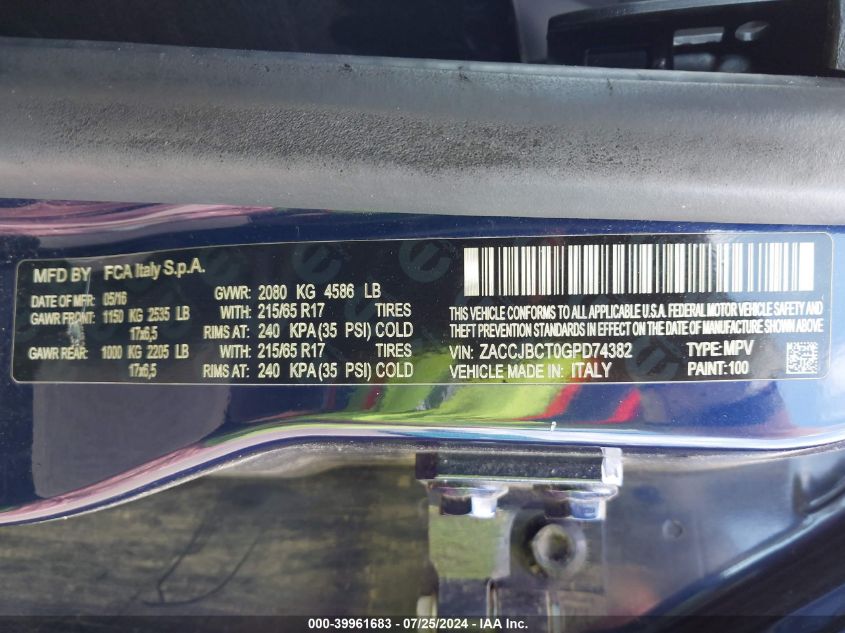 MFD BY FCA Italy S.p.A.
DATE OF MFR: 05/16 GVWR: 2080 KG 4586 LB
GAWR FRONT: 1150 KG 2535 LB WITH: 215/65 R17 TIRES
17x6,5 RIMS AT: 240 KPA (35 PSI) COLD
GAWR REAR: 1000 KG 2205 LB WITH: 215/65 R17 TIRES
17x6,5 RIMS AT: 240 KPA (35 PSI) COLD
THIS VEHICLE CONFORMS TO ALL APPLICABLE U.S.A. FEDERAL MOTOR VEHICLE SAFETY AND
THEFT PREVENTION STANDARDS IN EFFECT ON THE DATE OF MANUFACTURE SHOWN ABOVE
VIN: ZACCJBCT0GPD74382 TYPE: MPV
VEHICLE MADE IN: ITALY PAINT: 100
000-39961683 / 07/25/2024 - IAA Inc.